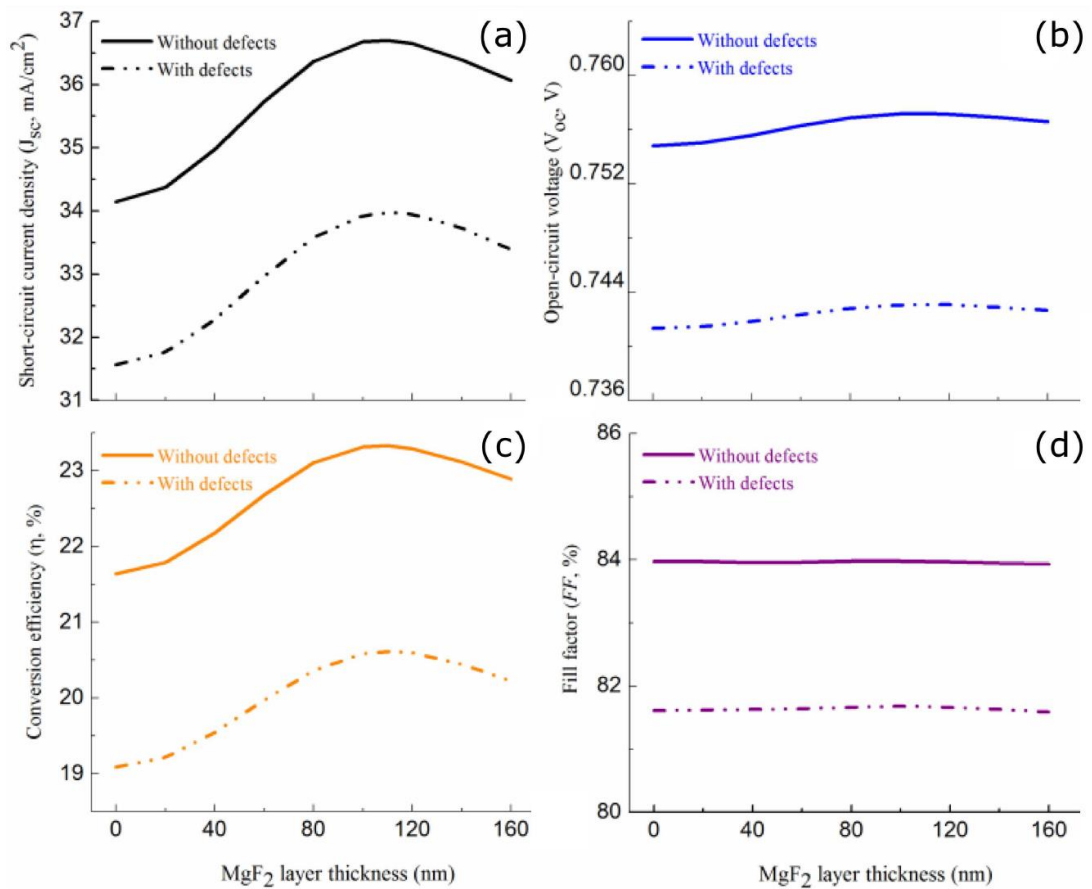 (a)
Without defects
With defects
Short-circuit current density (J_sc, mA/cm²)
37
36
35
34
33
32
31
(b)
Without defects
With defects
Open-circuit voltage (V_OC, V)
0.760
0.752
0.744
0.736
(c)
Without defects
With defects
Conversion efficiency (η, %)
23
22
21
20
19
0 40 80 120 160
MgF₂ layer thickness (nm)
(d)
Without defects
With defects
Fill factor (FF, %)
86
84
82
80
0 40 80 120 160
MgF₂ layer thickness (nm)